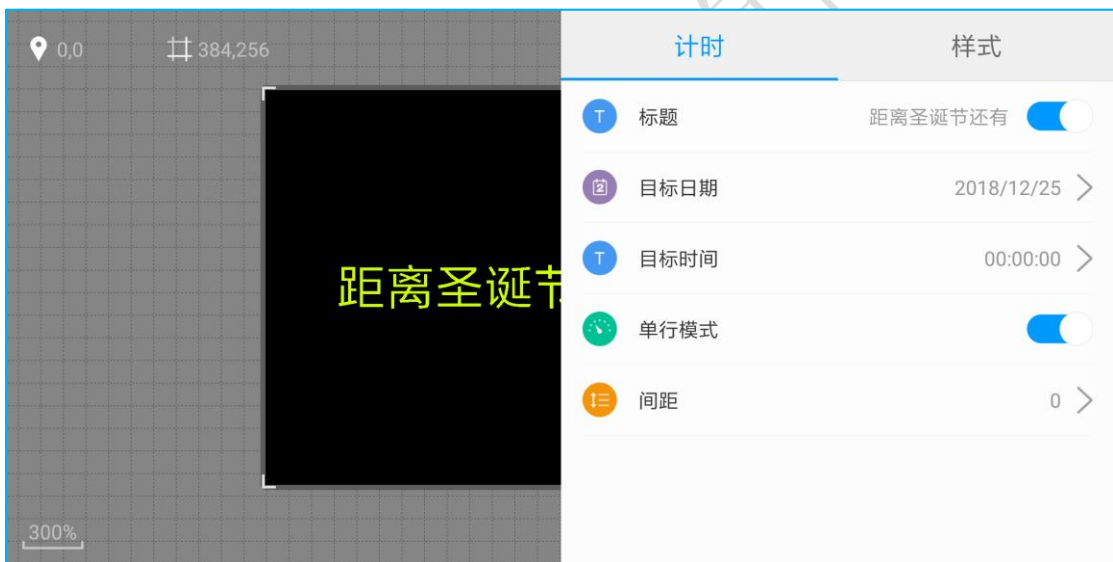 0,0
384,256
计时
样式
标题
距离圣诞节还有
目标日期
2018/12/25
目标时间
00:00:00
单行模式
间距
0
距离圣诞节
300%